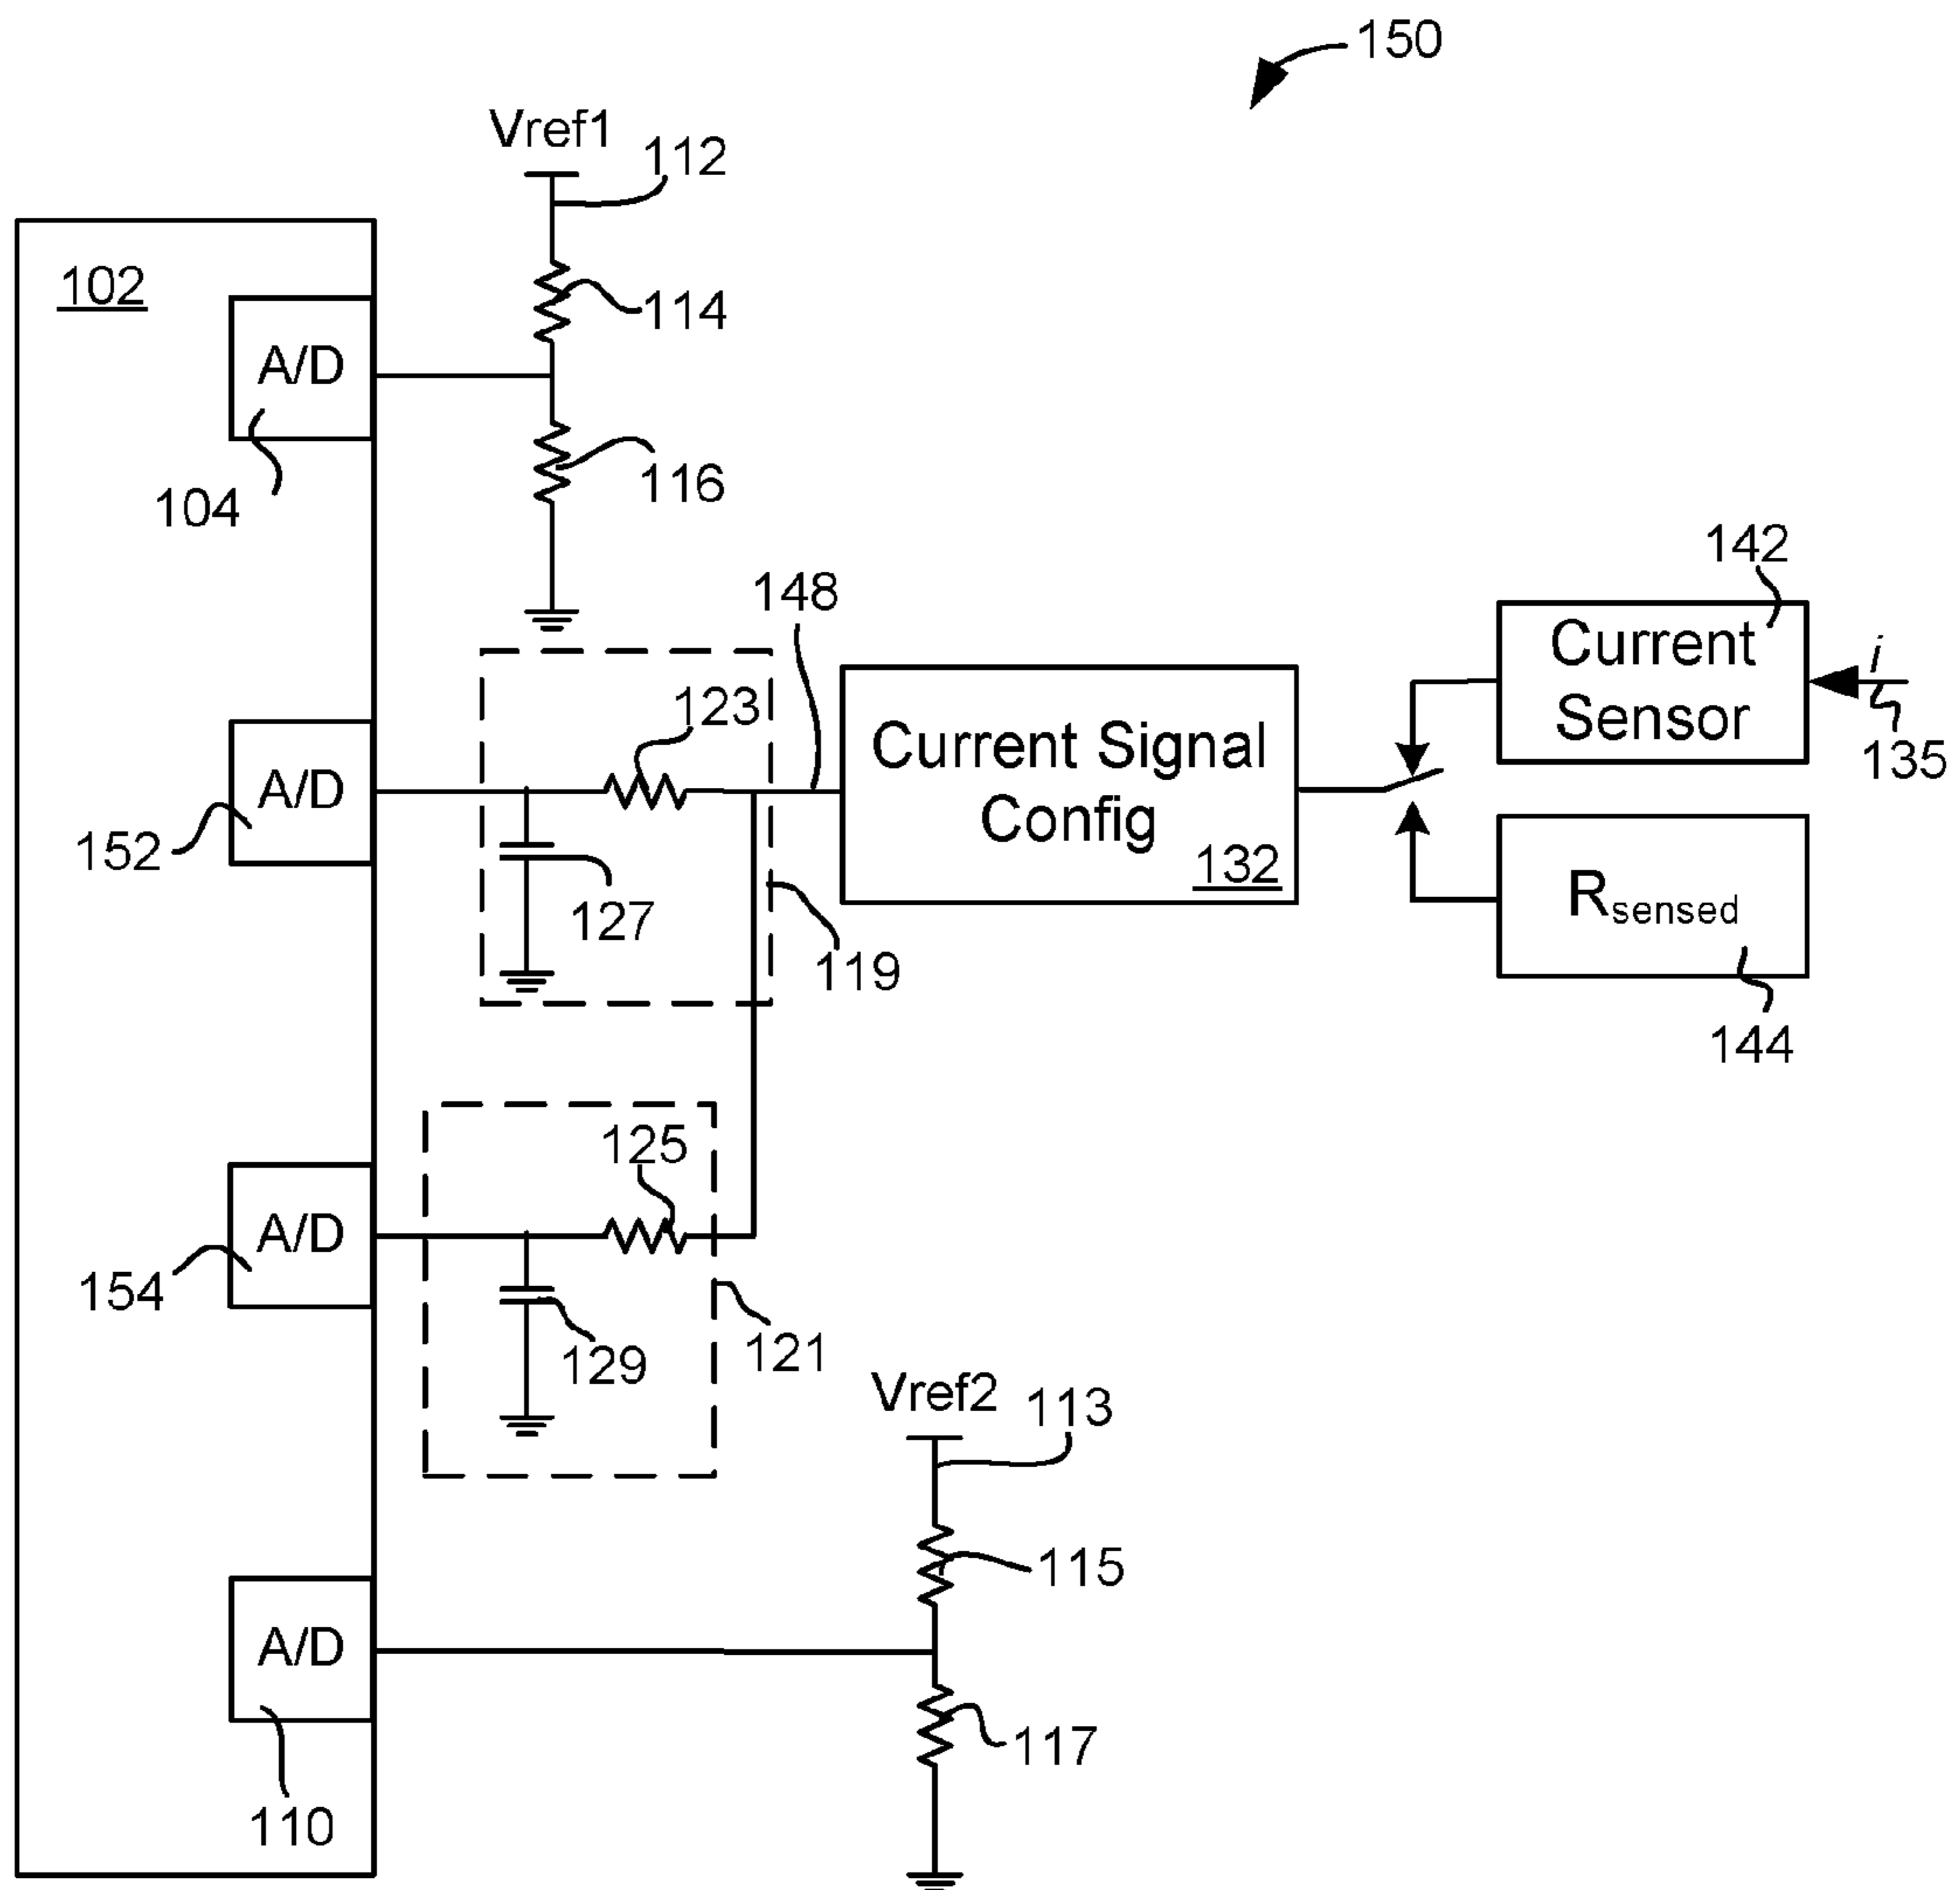 150
Vref1
112
102
A/D
114
104
116
142
148
Current
Sensor
i
135
123
Current Signal
Config
132
A/D
152
127
119
Rsensed
144
125
A/D
154
129
121
Vref2
113
115
A/D
117
110